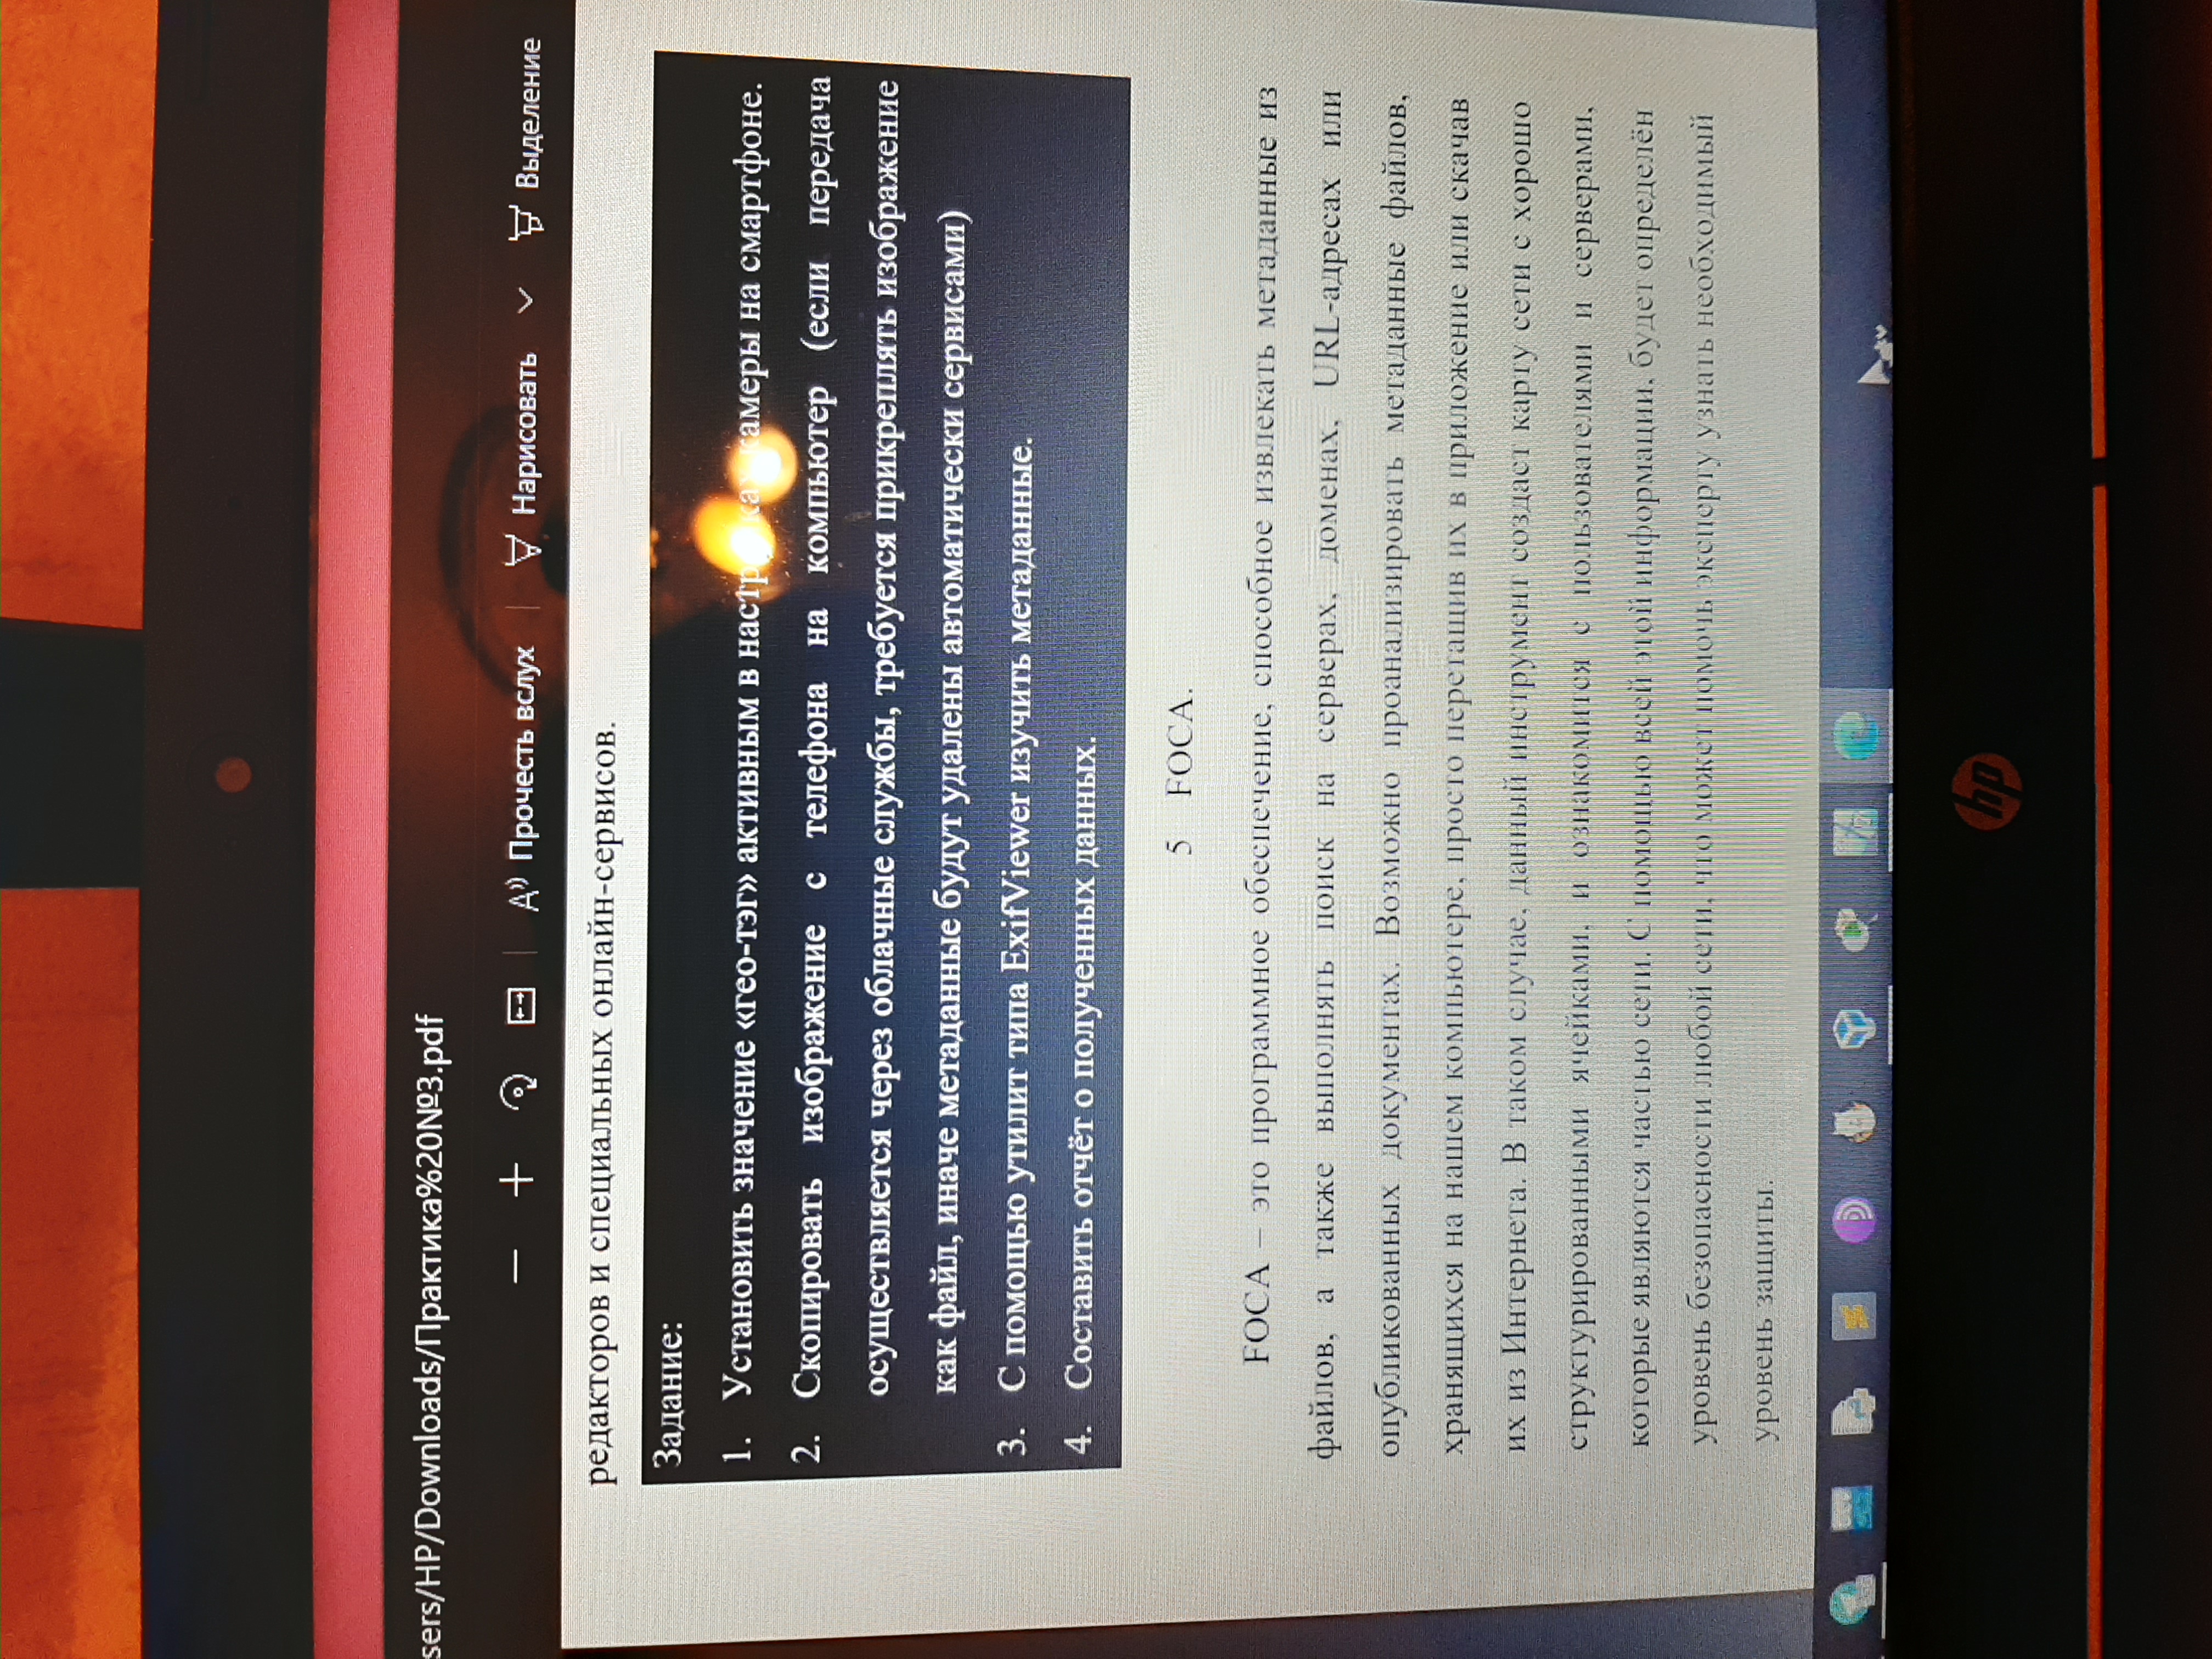 sers/HP/Downloads/Практика%20№3.pdf
Прочесть вслух Нарисовать Выделение
редакторов и специальных онлайн-сервисов.
Задание:
1. Установить значение «гео-тэг» активным в настройках камеры на смартфоне.
2. Скопировать изображение с телефона на компьютер (если передача
осуществляется через облачные службы, требуется прикреплять изображение
как файл, иначе метаданные будут удалены автоматически сервисами)
3. С помощью утилит типа ExifViewer изучить метаданные.
4. Составить отчёт о полученных данных.
5 FOCA.
FOCA – это программное обеспечение, способное извлекать метаданные из
файлов, а также выполнять поиск на серверах, доменах, URL-адресах или
опубликованных документах. Возможно проанализировать метаданные файлов,
хранящихся на нашем компьютере, просто перетащив их в приложение или скачав
их из Интернета. В таком случае, данный инструмент создаст карту сети с хорошо
структурированными ячейками, и ознакомится с пользователями и серверами,
которые являются частью сети. С помощью всей этой информации, будет определён
уровень безопасности любой сети, что может помочь эксперту узнать необходимый
уровень защиты.
hp